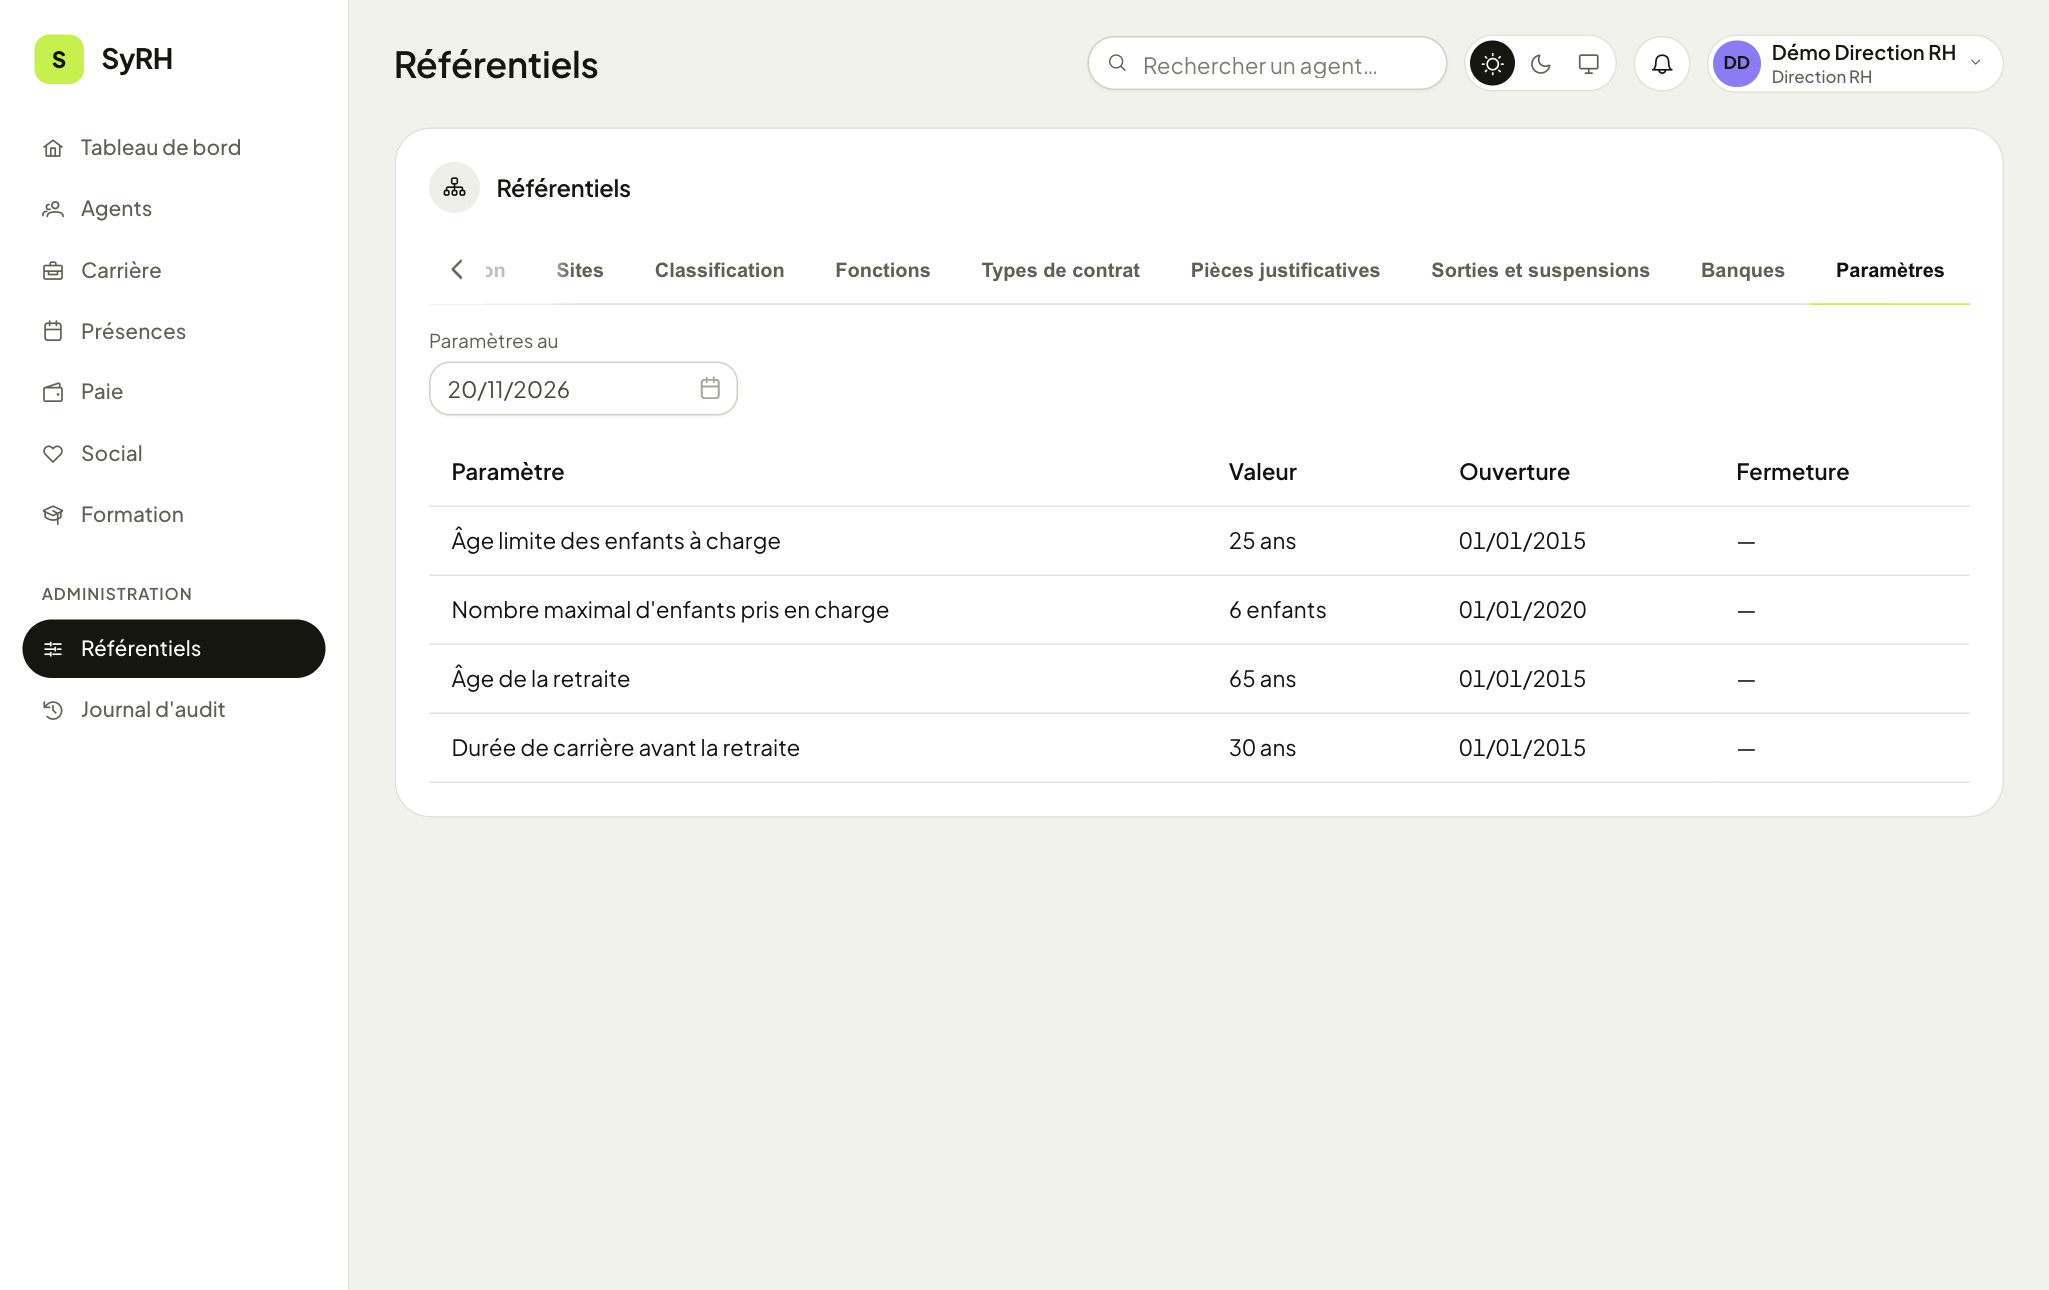 S SyRH
Tableau de bord
Agents
Carrière
Présences
Paie
Social
Formation
ADMINISTRATION
Référentiels
Journal d'audit
Référentiels
Rechercher un agent...
DD
Démo Direction RH
Direction RH
Référentiels
on Sites Classification Fonctions Types de contrat Pièces justificatives Sorties et suspensions Banques Paramètres
Paramètres au
20/11/2026
Paramètre Valeur Ouverture Fermeture
Âge limite des enfants à charge 25 ans 01/01/2015 —
Nombre maximal d'enfants pris en charge 6 enfants 01/01/2020 —
Âge de la retraite 65 ans 01/01/2015 —
Durée de carrière avant la retraite 30 ans 01/01/2015 —